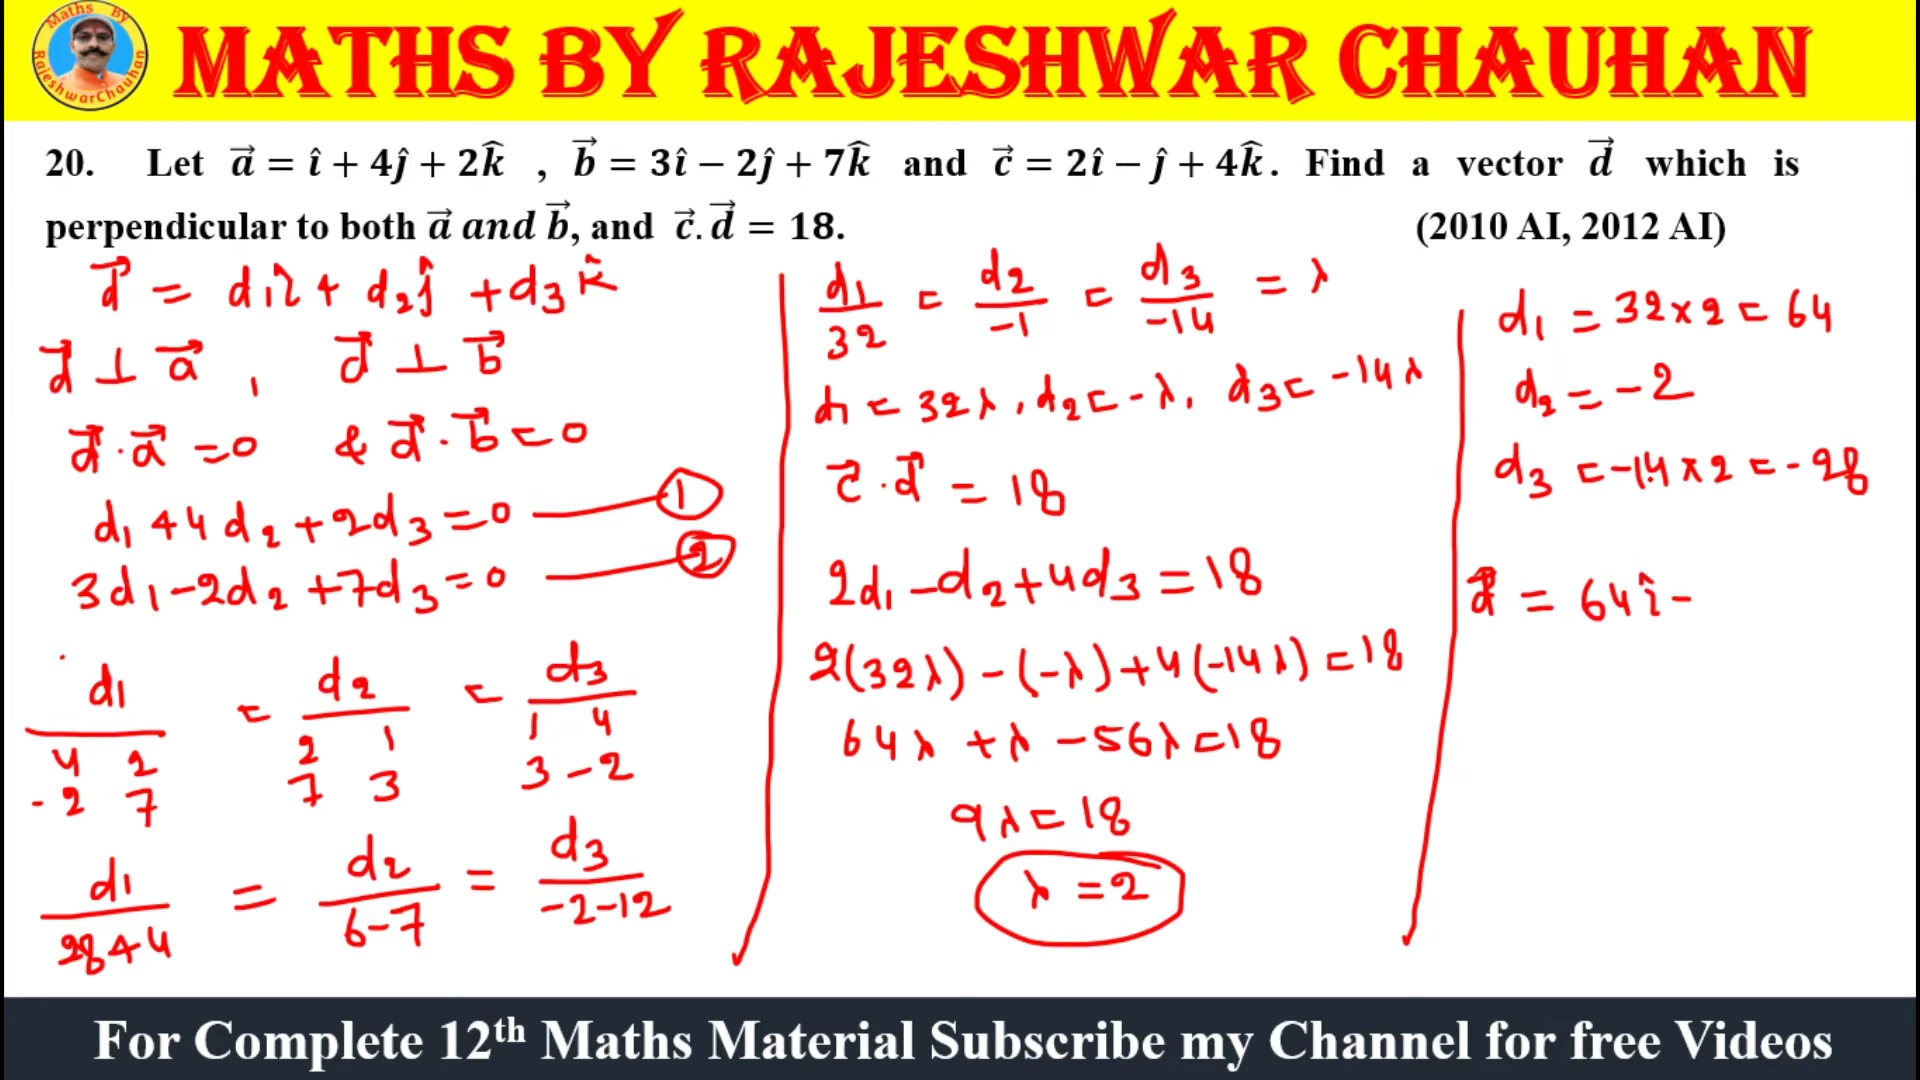 Maths By
RajeshwarChauhan
MATHS BY RAJESHWAR CHAUHAN
20. Let a⃗ = î + 4ĵ + 2k̂ , b⃗ = 3î − 2ĵ + 7k̂ and c⃗ = 2î − ĵ + 4k̂. Find a vector d⃗ which is
perpendicular to both a⃗ and b⃗, and c⃗.d⃗ = 18. (2010 AI, 2012 AI)
d⃗ = d₁î + d₂ĵ + d₃k̂
d⃗ ⊥ a⃗ , d⃗ ⊥ b⃗
d⃗·a⃗ = 0 & d⃗·b⃗ = 0
d₁ + 4d₂ + 2d₃ = 0 —— ①
3d₁ − 2d₂ + 7d₃ = 0 —— ②
d₁ = d₂ = d₃
4 2 2 1 1 4
-2 7 7 3 3 -2
d₁ = d₂ = d₃
28+4 6-7 -2-12
d₁/32 = d₂/-1 = d₃/-14 = λ
d₁ = 32λ, d₂ = -λ, d₃ = -14λ
c⃗·d⃗ = 18
2d₁ - d₂ + 4d₃ = 18
2(32λ) - (-λ) + 4(-14λ) = 18
64λ + λ - 56λ = 18
9λ = 18
λ = 2
d₁ = 32×2 = 64
d₂ = -2
d₃ = -14×2 = -28
d⃗ = 64î -
For Complete 12th Maths Material Subscribe my Channel for free Videos